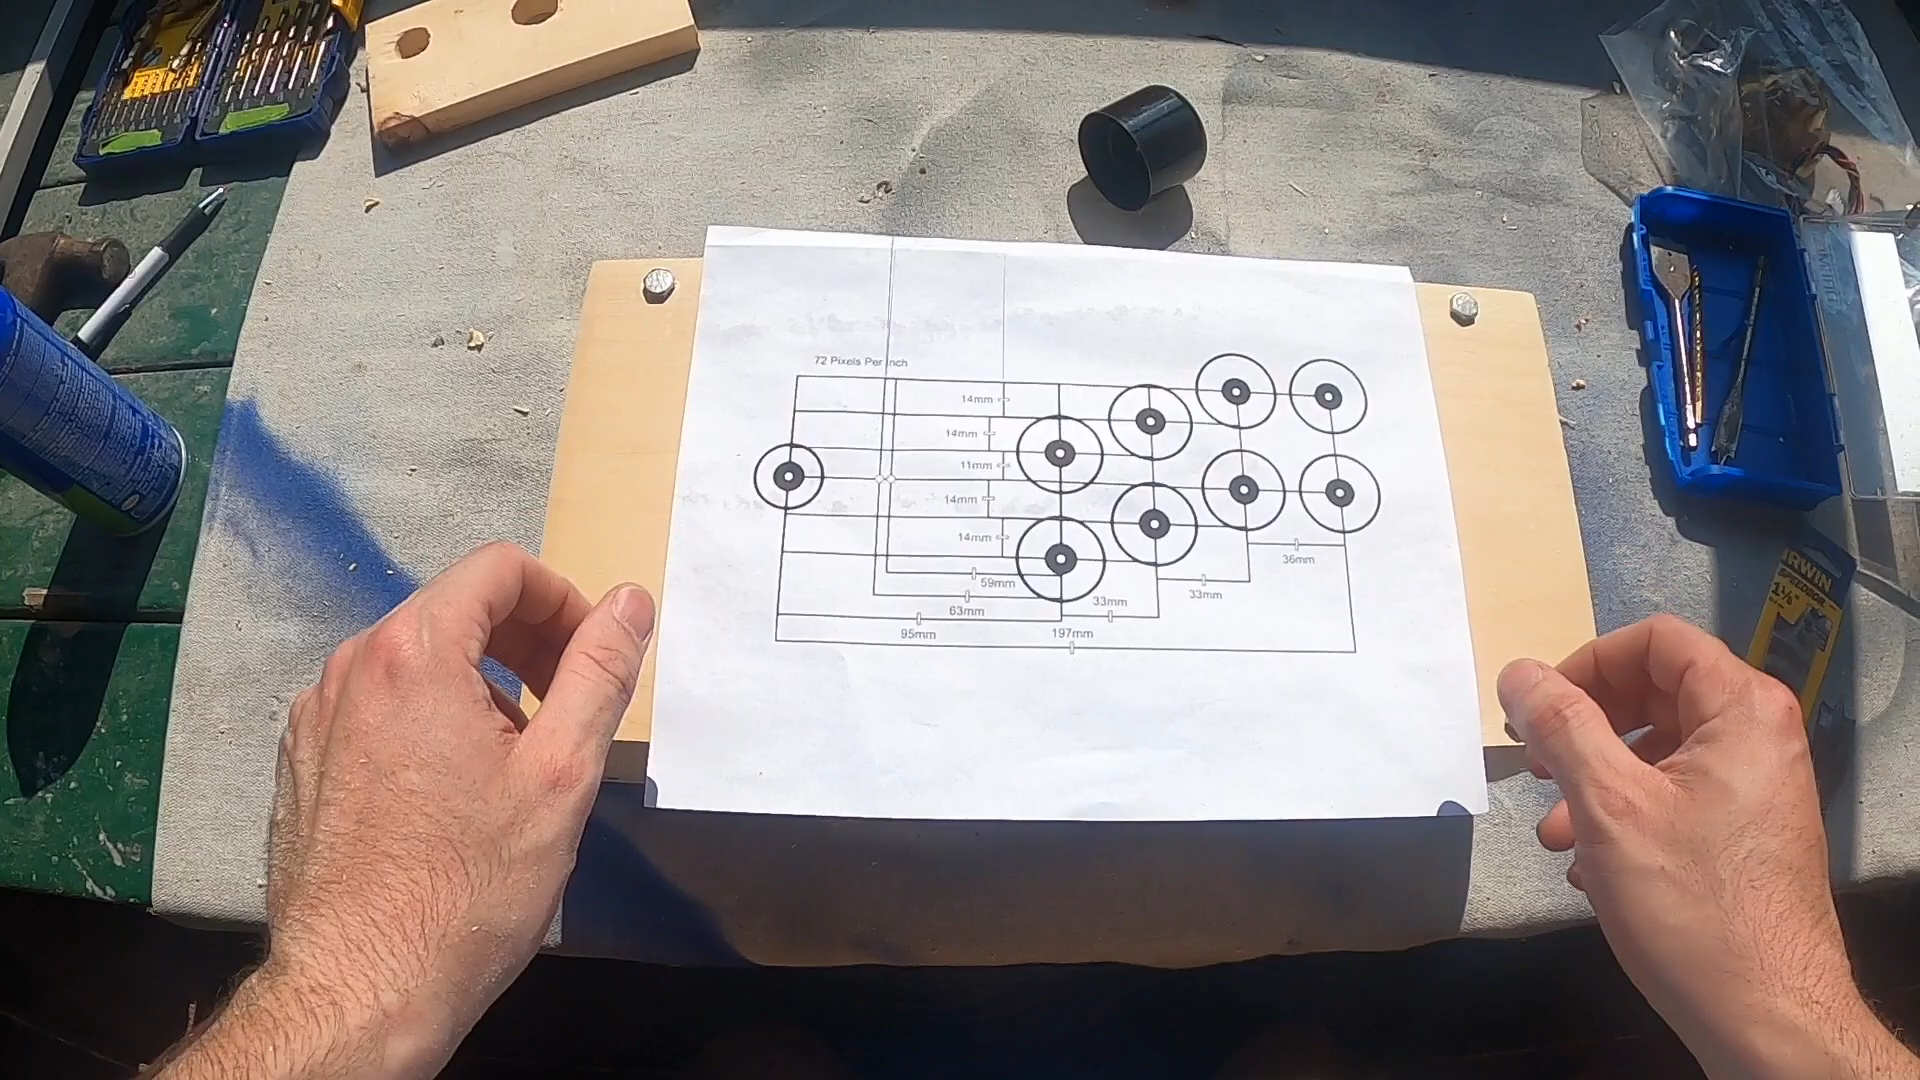 72 Pixels Per Inch
14mm
14mm
11mm
14mm
14mm
36mm
59mm
33mm
33mm
63mm
95mm
197mm
IRWIN
SPEEDBOR
1 1/8"